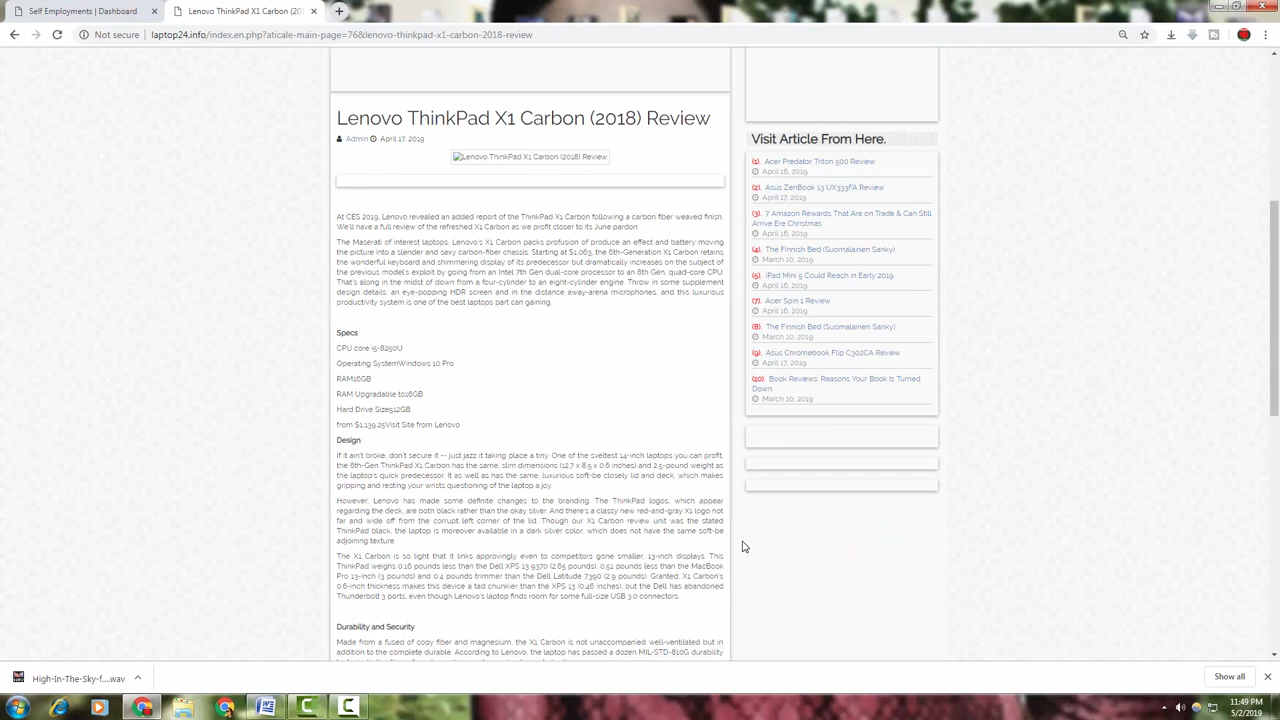 Self Employments | Dashboard
Lenovo ThinkPad X1 Carbon (201
Not secure
laptop24.info/index.en.php?aticale-main-page=76&lenovo-thinkpad-x1-carbon-2018-review
Lenovo ThinkPad X1 Carbon (2018) Review
Admin April 17, 2019
Lenovo ThinkPad X1 Carbon (2018) Review
At CES 2019, Lenovo revealed an added report of the ThinkPad X1 Carbon following a carbon fiber weaved finish.
We'll have a full review of the refreshed X1 Carbon as we profit closer to its June pardon.
The Maserati of interest laptops, Lenovo's X1 Carbon packs profusion of produce an effect and battery moving
the picture into a slender and sexy carbon-fiber chassis. Starting at $1,063, the 6th-Generation X1 Carbon retains
the wonderful keyboard and shimmering display of its predecessor but dramatically increases on the subject of
the previous model's exploit by going from an Intel 7th Gen dual-core processor to an 8th Gen, quad-core CPU.
That's along in the midst of down from a four-cylinder to an eight-cylinder engine. Throw in some supplement
design details, an eye-popping HDR screen and in the distance away-arena microphones, and this luxurious
productivity system is one of the best laptops part can gaining.
Specs
CPU core i5-8250U
Operating SystemWindows 10 Pro
RAM16GB
RAM Upgradable to16GB
Hard Drive Size512GB
from $1,139.25Visit Site from Lenovo
Design
If it ain't broke, don't secure it -- just jazz it taking place a tiny. One of the sveltest 14-inch laptops you can profit,
the 6th-Gen ThinkPad X1 Carbon has the same, slim dimensions (12.7 x 8.5 x 0.6 inches) and 2.5-pound weight as
the laptop's quick predecessor. It as well as has the same, luxurious soft-be closely lid and deck, which makes
gripping and resting your wrists questioning of the laptop a joy.
However, Lenovo has made some definite changes to the branding. The ThinkPad logos, which appear
regarding the deck, are both black rather than the okay silver. And there's a classy new red-and-gray X1 logo not
far and wide off from the corrupt left corner of the lid. Though our X1 Carbon review unit was the stated
ThinkPad black, the laptop is moreover available in a dark silver color, which does not have the same soft-be
adjoining texture.
The X1 Carbon is so light that it links approvingly even to competitors gone smaller, 13-inch displays. This
ThinkPad weighs 0.16 pounds less than the Dell XPS 13 9370 (2.65 pounds), 0.51 pounds less than the MacBook
Pro 13-inch (3 pounds) and 0.4 pounds trimmer than the Dell Latitude 7390 (2.9 pounds). Granted, X1 Carbon's
0.6-inch thickness makes this device a tad chunkier than the XPS 13 (0.46 inches), but the Dell has abandoned
Thunderbolt 3 ports, even though Lenovo's laptop finds room for some full-size USB 3.0 connectors.
Durability and Security
Made from a fused of copy fiber and magnesium, the X1 Carbon is not unaccompanied well-ventilated but in
addition to the complete durable. According to Lenovo, the laptop has passed a dozen MIL-STD-810G durability
Visit Article From Here.
(1). Acer Predator Triton 500 Review
April 16, 2019
(2). Asus ZenBook 13 UX333FA Review
April 17, 2019
(3). 7 Amazon Rewards That Are on Trade & Can Still
Arrive Ere Christmas
April 16, 2019
(4). The Finnish Bed (Suomalainen Sanky)
March 10, 2019
(5). iPad Mini 5 Could Reach in Early 2019
April 16, 2019
(7). Acer Spin 1 Review
April 16, 2019
(8). The Finnish Bed (Suomalainen Sanky)
March 10, 2019
(9). Asus Chromebook Flip C302CA Review
April 17, 2019
(10). Book Reviews: Reasons Your Book Is Turned
Down
March 10, 2019
High-In-The-Sky-f....wav
Show all
11:49 PM
5/2/2019